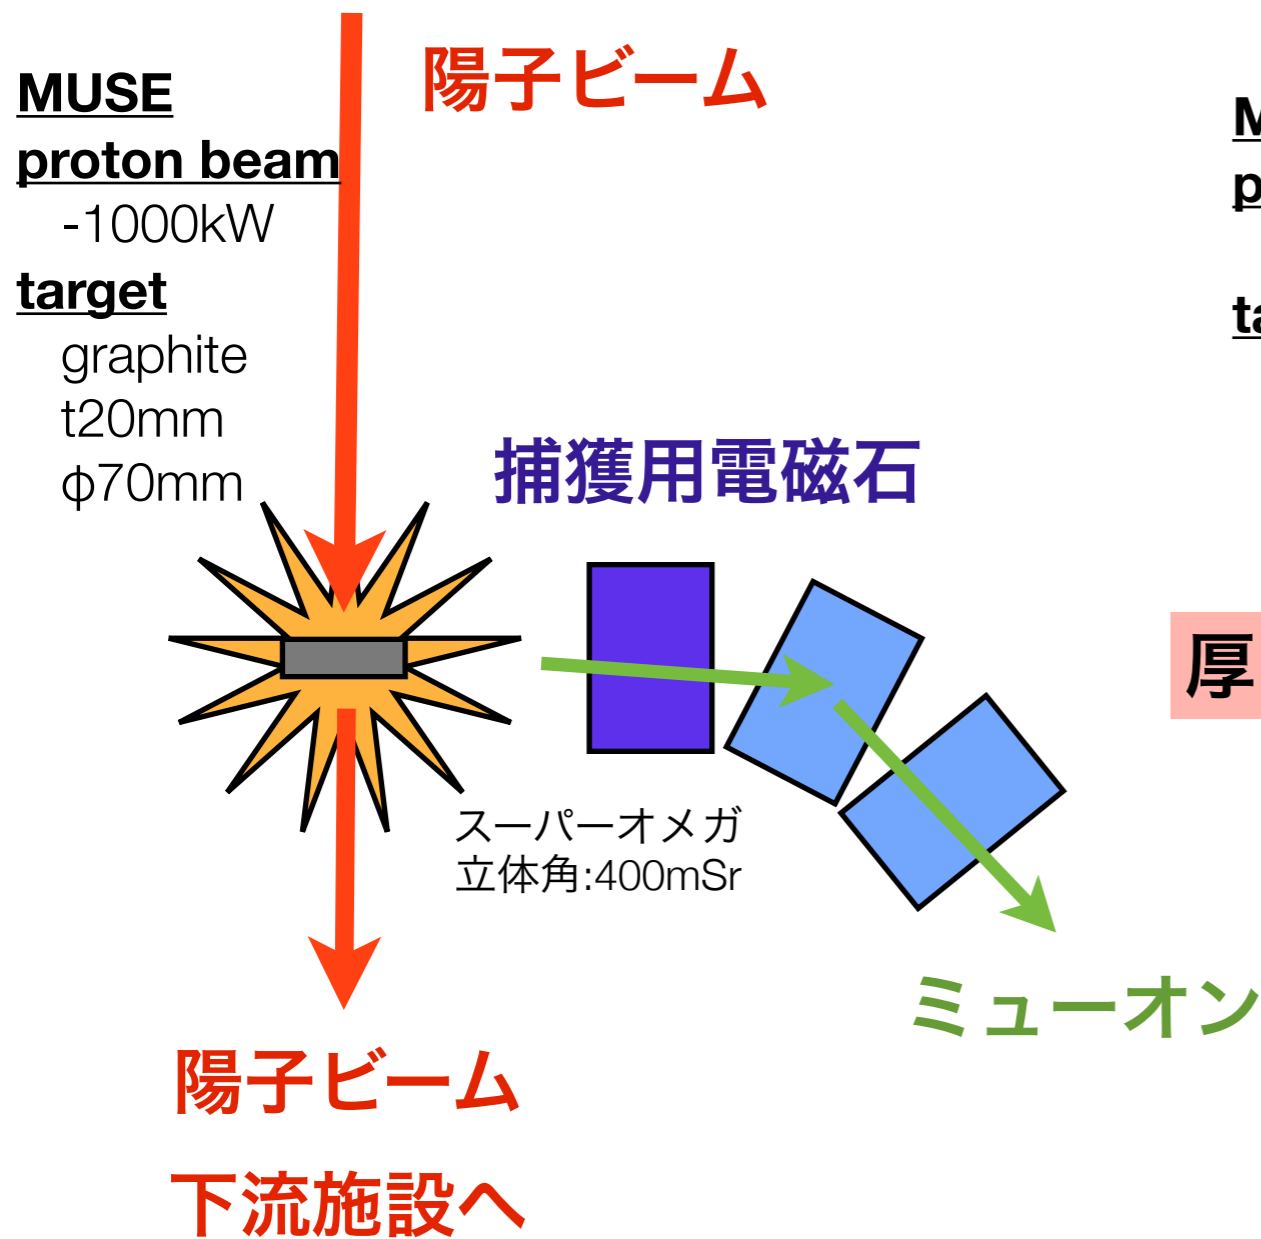 陽子ビーム
MUSE
proton beam
-1000kW
target
graphite
t20mm
φ70mm
捕獲用電磁石
スーパーオメガ
立体角:400mSr
ミューオン
陽子ビーム
下流施設へ
厚